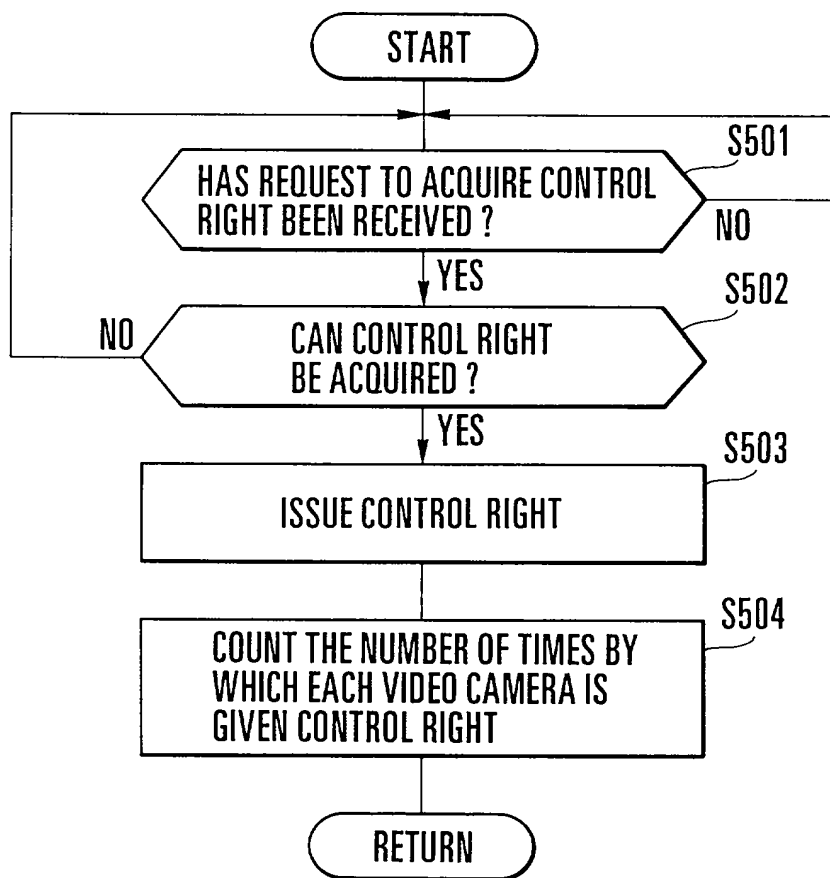 START
S501
HAS REQUEST TO ACQUIRE CONTROL
RIGHT BEEN RECEIVED ?
NO
YES
S502
NO
CAN CONTROL RIGHT
BE ACQUIRED ?
YES
S503
ISSUE CONTROL RIGHT
S504
COUNT THE NUMBER OF TIMES BY
WHICH EACH VIDEO CAMERA IS
GIVEN CONTROL RIGHT
RETURN